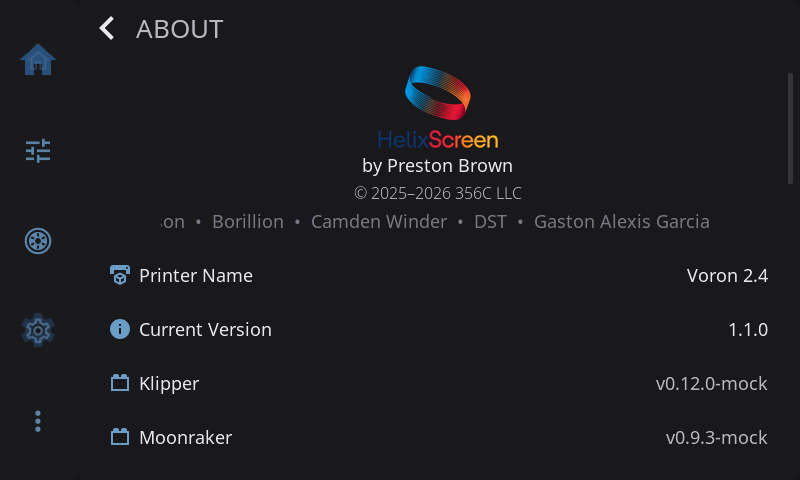 ABOUT
HelixScreen
by Preston Brown
© 2025–2026 356C LLC
on • Borillion • Camden Winder • DST • Gaston Alexis Garcia
Printer Name Voron 2.4
Current Version 1.1.0
Klipper v0.12.0-mock
Moonraker v0.9.3-mock